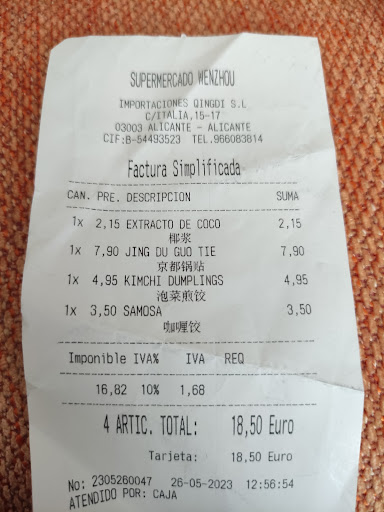 SUPERMERCADO WENZHOU
IMPORTACIONES QINGDI S.L
C/ITALIA,15-17
03003 ALICANTE - ALICANTE
CIF:B-54493523 TEL.966083814
Factura Simplificada
CAN. PRE. DESCRIPCION SUMA
1x 2,15 EXTRACTO DE COCO 2,15
椰浆
1x 7,90 JING DU GUO TIE 7,90
京都锅贴
1x 4,95 KIMCHI DUMPLINGS 4,95
泡菜煎饺
1x 3,50 SAMOSA 3,50
咖喱饺
Imponible IVA% IVA REQ
16,82 10% 1,68
4 ARTIC. TOTAL: 18,50 Euro
Tarjeta: 18,50 Euro
No: 2305260047 26-05-2023 12:56:54
ATENDIDO POR: CAJA